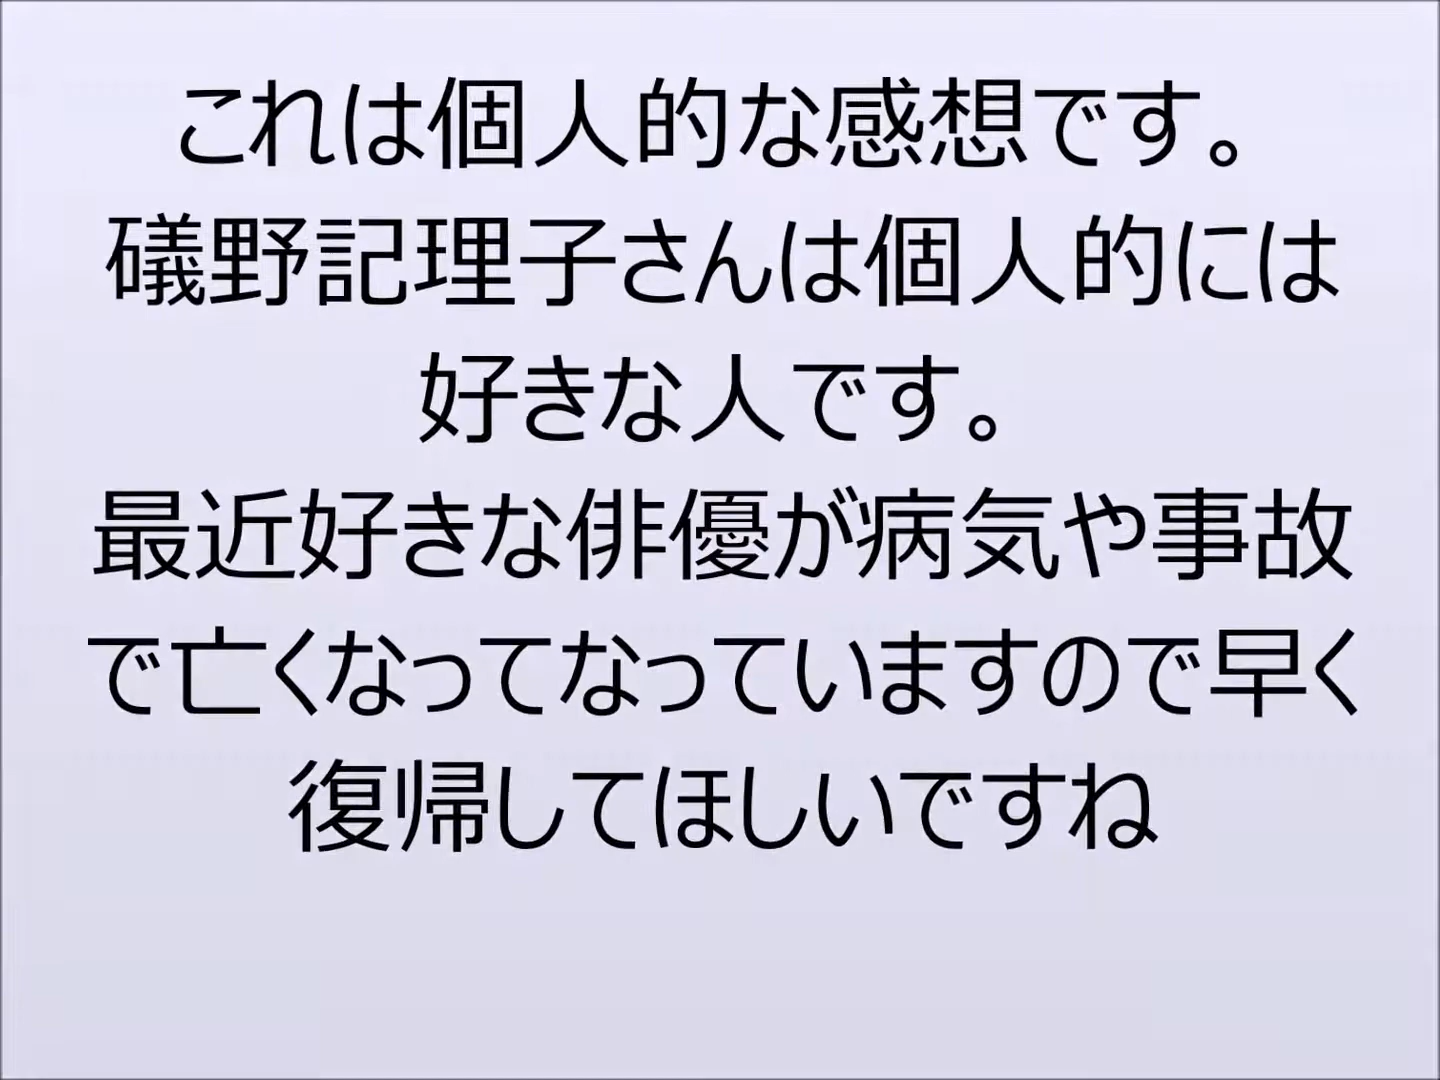 これは個人的な感想です。
礒野記理子さんは個人的には
好きな人です。
最近好きな俳優が病気や事故
で亡くなってなっていますので早く
復帰してほしいですね